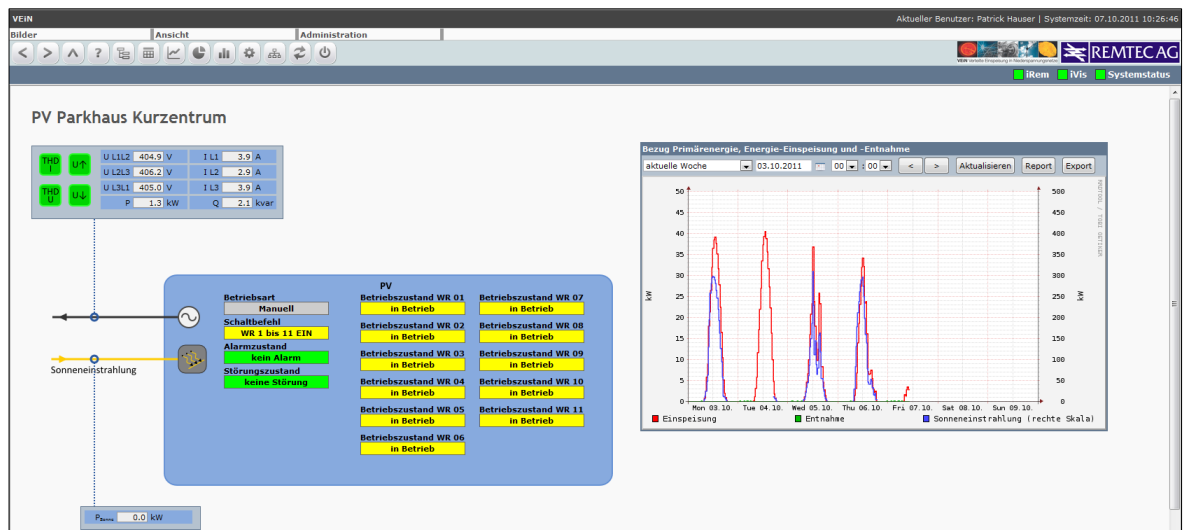 VEiN Aktueller Benutzer: Patrick Hauser | Systemzeit: 07.10.2011 10:26:46
Bilder Ansicht Administration
VEiN Verteilte Einspeisung in Niederspannungsnetze REMTEC AG
iRem iVis Systemstatus
PV Parkhaus Kurzentrum
THD I U↑ U L1L2 404.9 V I L1 3.9 A
U L2L3 406.2 V I L2 2.9 A
THD U U↓ U L3L1 405.0 V I L3 3.9 A
P 1.3 kW Q 2.1 kvar
Sonneneinstrahlung
PV
Betriebsart
Manuell
Schaltbefehl
WR 1 bis 11 EIN
Alarmzustand
kein Alarm
Störungszustand
keine Störung
Betriebszustand WR 01
in Betrieb
Betriebszustand WR 02
in Betrieb
Betriebszustand WR 03
in Betrieb
Betriebszustand WR 04
in Betrieb
Betriebszustand WR 05
in Betrieb
Betriebszustand WR 06
in Betrieb
Betriebszustand WR 07
in Betrieb
Betriebszustand WR 08
in Betrieb
Betriebszustand WR 09
in Betrieb
Betriebszustand WR 10
in Betrieb
Betriebszustand WR 11
in Betrieb
P Sonne 0.0 kW
Bezug Primärenergie, Energie-Einspeisung und -Entnahme
aktuelle Woche 03.10.2011 00 : 00 < > Aktualisieren Report Export
50 500
45 450
40 400
35 350
30 300
25 250
20 200
15 150
10 100
5 50
0 0
kW kW
RRDTOOL / TOBI OETIKER
Mon 03.10. Tue 04.10. Wed 05.10. Thu 06.10. Fri 07.10. Sat 08.10. Sun 09.10.
Einspeisung Entnahme Sonneneinstrahlung (rechte Skala)